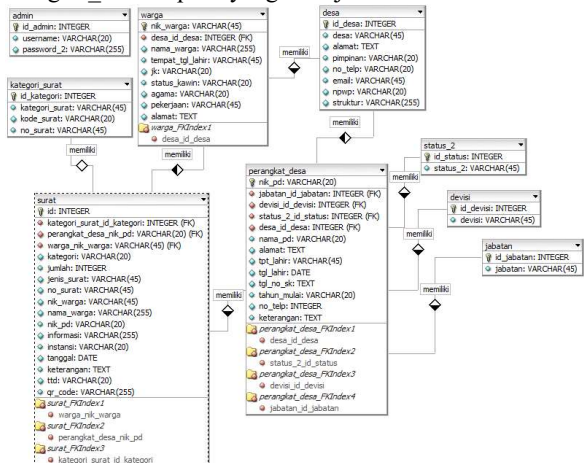 admin
id_admin: INTEGER
username: VARCHAR(20)
password_2: VARCHAR(255)
warga
nik_warga: VARCHAR(45)
desa_id_desa: INTEGER (FK)
nama_warga: VARCHAR(255)
tempat_tgl_lahir: VARCHAR(45)
jk: VARCHAR(20)
status_kawin: VARCHAR(20)
agama: VARCHAR(20)
pekerjaan: VARCHAR(45)
alamat: TEXT
warga_FKIndex1
desa_id_desa
memiliki
desa
id_desa: INTEGER
desa: VARCHAR(45)
alamat: TEXT
pimpinan: VARCHAR(20)
no_telp: VARCHAR(20)
email: VARCHAR(45)
npwp: VARCHAR(20)
struktur: VARCHAR(255)
kategori_surat
id_kategori: INTEGER
kategori_surat: VARCHAR(45)
kode_surat: VARCHAR(20)
no_surat: VARCHAR(45)
memiliki
memiliki
memiliki
surat
id: INTEGER
kategori_surat_id_kategori: INTEGER (FK)
perangkat_desa_nik_pd: VARCHAR(20) (FK)
warga_nik_warga: VARCHAR(45) (FK)
kategori: VARCHAR(20)
jumlah: INTEGER
jenis_surat: VARCHAR(45)
no_surat: VARCHAR(45)
nik_warga: VARCHAR(45)
nama_warga: VARCHAR(255)
nik_pd: VARCHAR(20)
informasi: VARCHAR(255)
instansi: VARCHAR(20)
tanggal: DATE
keterangan: TEXT
ttd: VARCHAR(20)
qr_code: VARCHAR(255)
surat_FKIndex1
warga_nik_warga
surat_FKIndex2
perangkat_desa_nik_pd
surat_FKIndex3
kategori_surat_id_kategori
memiliki
perangkat_desa
nik_pd: VARCHAR(20)
jabatan_id_jabatan: INTEGER (FK)
devisi_id_devisi: INTEGER (FK)
status_2_id_status: INTEGER (FK)
desa_id_desa: INTEGER (FK)
nama_pd: VARCHAR(20)
alamat: TEXT
tpt_lahir: VARCHAR(45)
tgl_lahir: DATE
tgl_no_sk: TEXT
tahun_mulai: VARCHAR(20)
no_telp: INTEGER
keterangan: TEXT
perangkat_desa_FKIndex1
desa_id_desa
perangkat_desa_FKIndex2
status_2_id_status
perangkat_desa_FKIndex3
devisi_id_devisi
perangkat_desa_FKIndex4
jabatan_id_jabatan
memiliki
status_2
id_status: INTEGER
status_2: VARCHAR(45)
memiliki
devisi
id_devisi: INTEGER
devisi: VARCHAR(45)
memiliki
jabatan
id_jabatan: INTEGER
jabatan: VARCHAR(45)